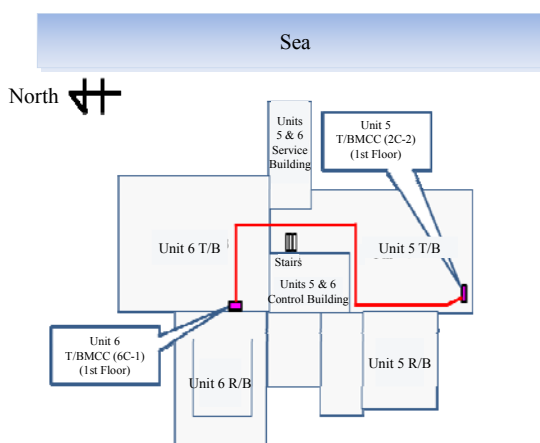 Sea
North
Units
5 & 6
Service
Building
Unit 5
T/BMCC (2C-2)
(1st Floor)
Unit 6 T/B
Unit 5 T/B
Stairs
Units 5 & 6
Control Building
Unit 6
T/BMCC (6C-1)
(1st Floor)
Unit 6 R/B
Unit 5 R/B